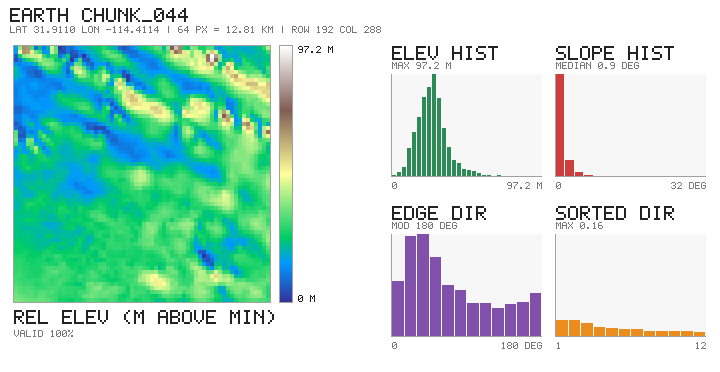 EARTH CHUNK_044
LAT 31.9110 LON -114.4114 | 64 PX = 12.81 KM | ROW 192 COL 288
97.2 M
0 M
REL ELEV (M ABOVE MIN)
VALID 100%
ELEV HIST
MAX 97.2 M
0 97.2 M
SLOPE HIST
MEDIAN 0.9 DEG
0 32 DEG
EDGE DIR
MOD 180 DEG
0 180 DEG
SORTED DIR
MAX 0.16
1 12